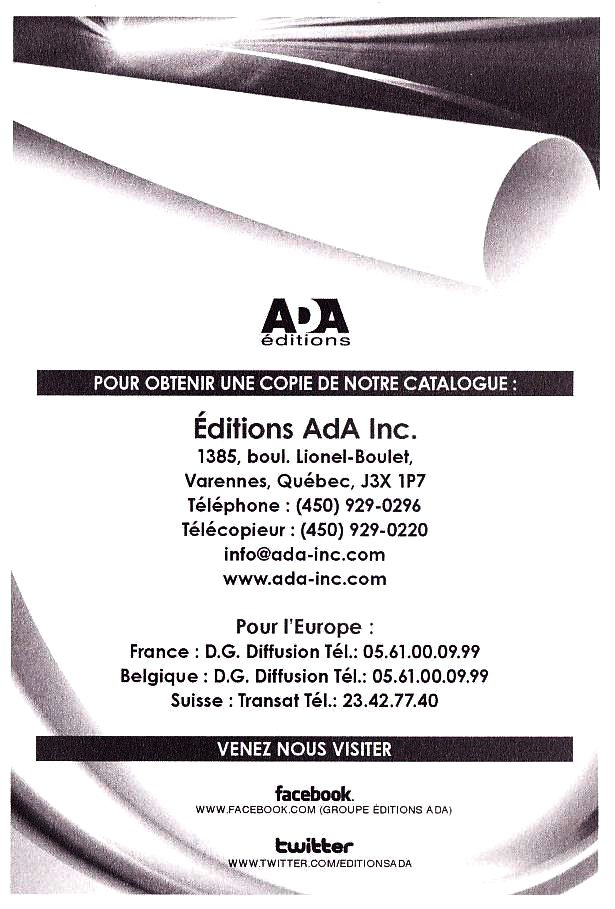 ADA
éditions
POUR OBTENIR UNE COPIE DE NOTRE CATALOGUE :
Éditions AdA Inc.
1385, boul. Lionel-Boulet,
Varennes, Québec, J3X 1P7
Téléphone : (450) 929-0296
Télécopieur : (450) 929-0220
info@ada-inc.com
www.ada-inc.com
Pour l'Europe :
France : D.G. Diffusion Tél.: 05.61.00.09.99
Belgique : D.G. Diffusion Tél.: 05.61.00.09.99
Suisse : Transat Tél.: 23.42.77.40
VENEZ NOUS VISITER
facebook.
WWW.FACEBOOK.COM (GROUPE ÉDITIONS ADA)
twitter
WWW.TWITTER.COM/EDITIONSADA